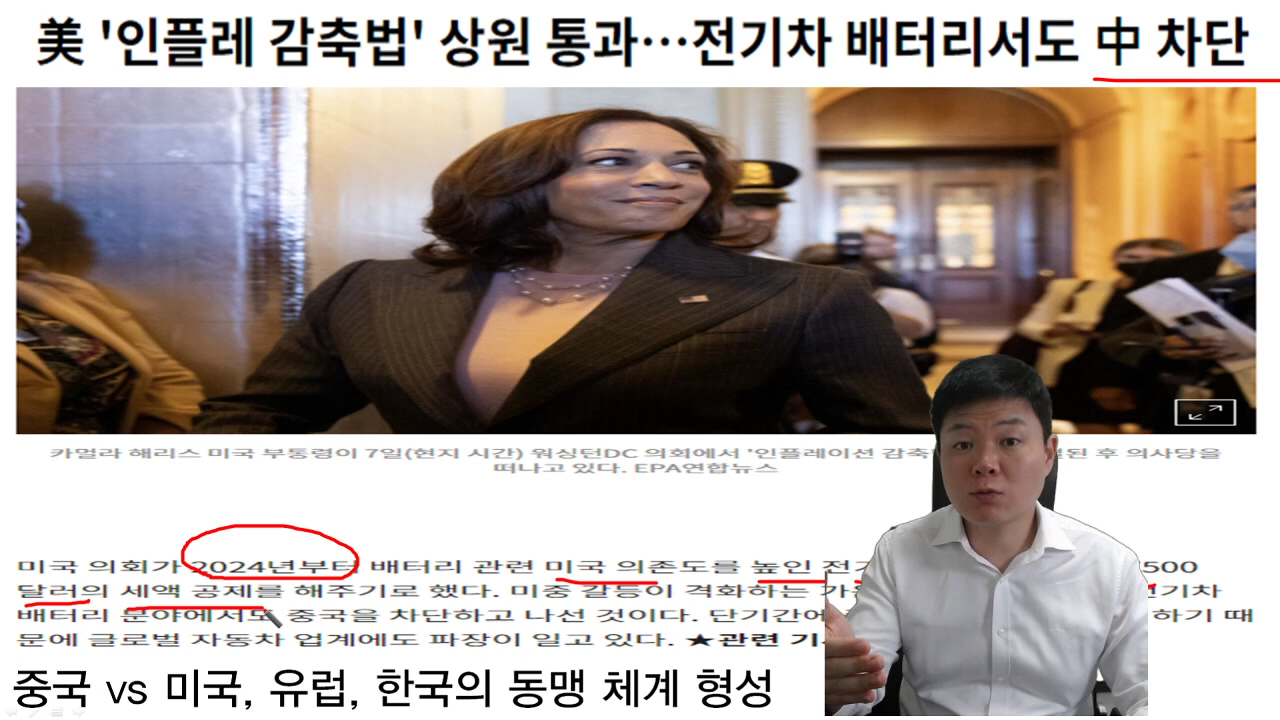 美 '인플레 감축법' 상원 통과…전기차 배터리서도 中 차단
카멀라 해리스 미국 부통령이 7일(현지 시간) 워싱턴DC 의회에서 '인플레이션 감축 후 의사당을
떠나고 있다. EPA연합뉴스
미국 의회가 2024년부터 배터리 관련 미국 의존도를 높인 500
달러의 세액 공제를 해주기로 했다. 미중 갈등이 격화하는
배터리 분야에서도 중국을 차단하고 나선 것이다. 단기간에 하기 때
문에 글로벌 자동차 업계에도 파장이 일고 있다. ★관련
중국 vs 미국, 유럽, 한국의 동맹 체계 형성